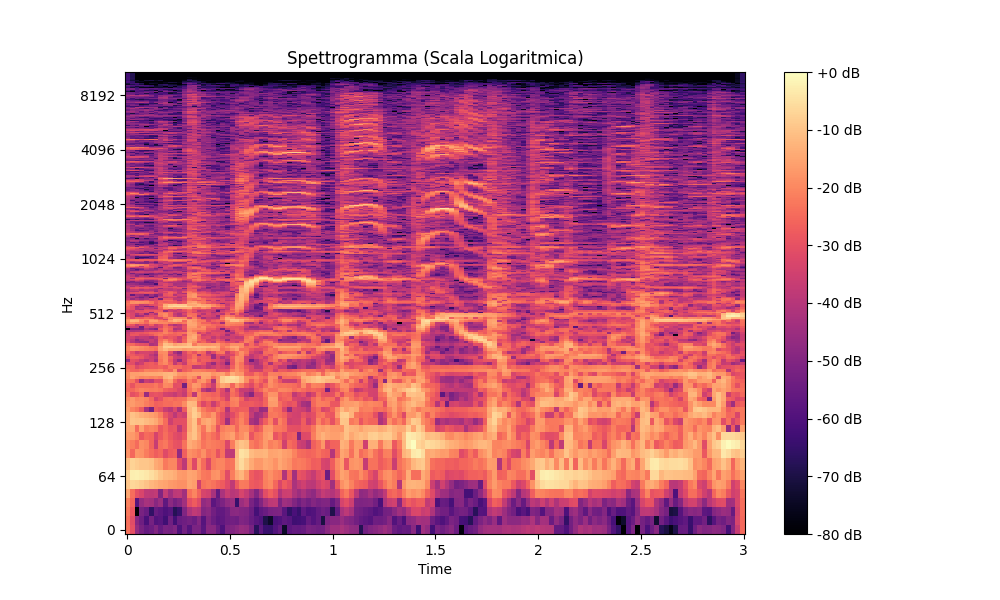 Spettrogramma (Scala Logaritmica)
+0 dB
8192
-10 dB
4096
-20 dB
2048
-30 dB
1024
-40 dB
Hz
512
-50 dB
256
-60 dB
128
-70 dB
64
0
-80 dB
0 0.5 1 1.5 2 2.5 3
Time